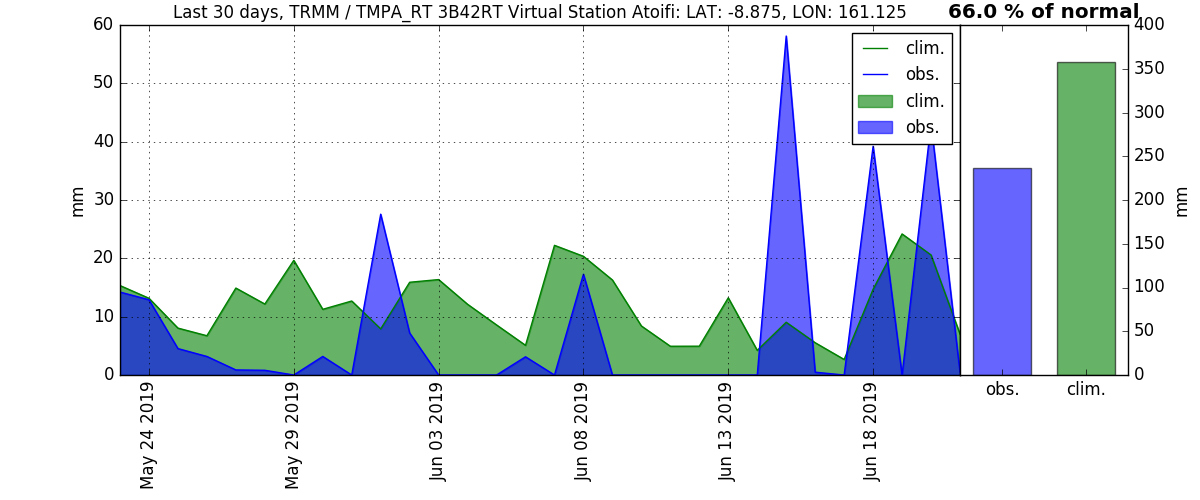 Last 30 days, TRMM / TMPA_RT 3B42RT Virtual Station Atoifi: LAT: -8.875, LON: 161.125
66.0 % of normal
60
50
40
30
20
10
0
mm
clim.
obs.
clim.
obs.
May 24 2019
May 29 2019
Jun 03 2019
Jun 08 2019
Jun 13 2019
Jun 18 2019
400
350
300
250
200
150
100
50
0
mm
obs.
clim.